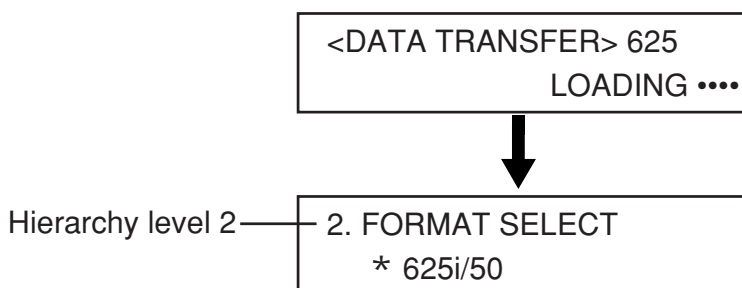 <DATA TRANSFER> 625
LOADING ••••
Hierarchy level 2
2. FORMAT SELECT
* 625i/50